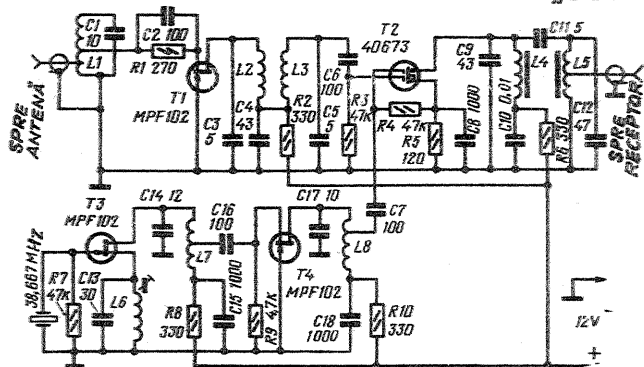 C1
10
C2 100
L1
R1 270
SPRE
ANTENĂ
T1
MPF102
L2
L3
C3
5
C4
43
R2
330
C5
5
C6
100
R3
47K
T2
40673
R4 47K
R5
120
C8 1000
C9
43
C10 0,01
C11 5
L4
L5
R6 330
C12
47
SPRE
RECEPTOR
T3
MPF102
C14 12
C16
100
C17 10
C7
100
38,667 MHz
R7
47K
C13
30
L6
L7
R8
330
C15 1000
R9 4,7K
T4
MPF102
L8
C18
1000
R10
330
12V
-
+